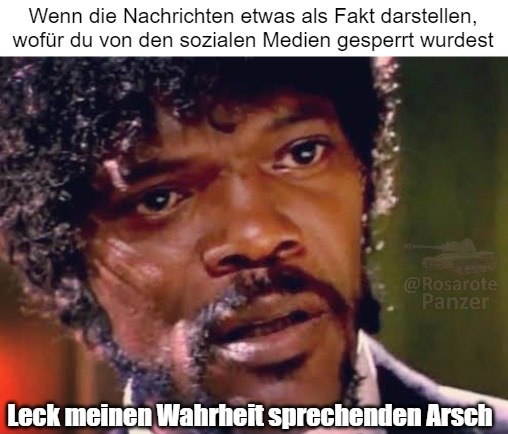 Wenn die Nachrichten etwas als Fakt darstellen,
wofür du von den sozialen Medien gesperrt wurdest
@Rosarote
Panzer
Leck meinen Wahrheit sprechenden Arsch